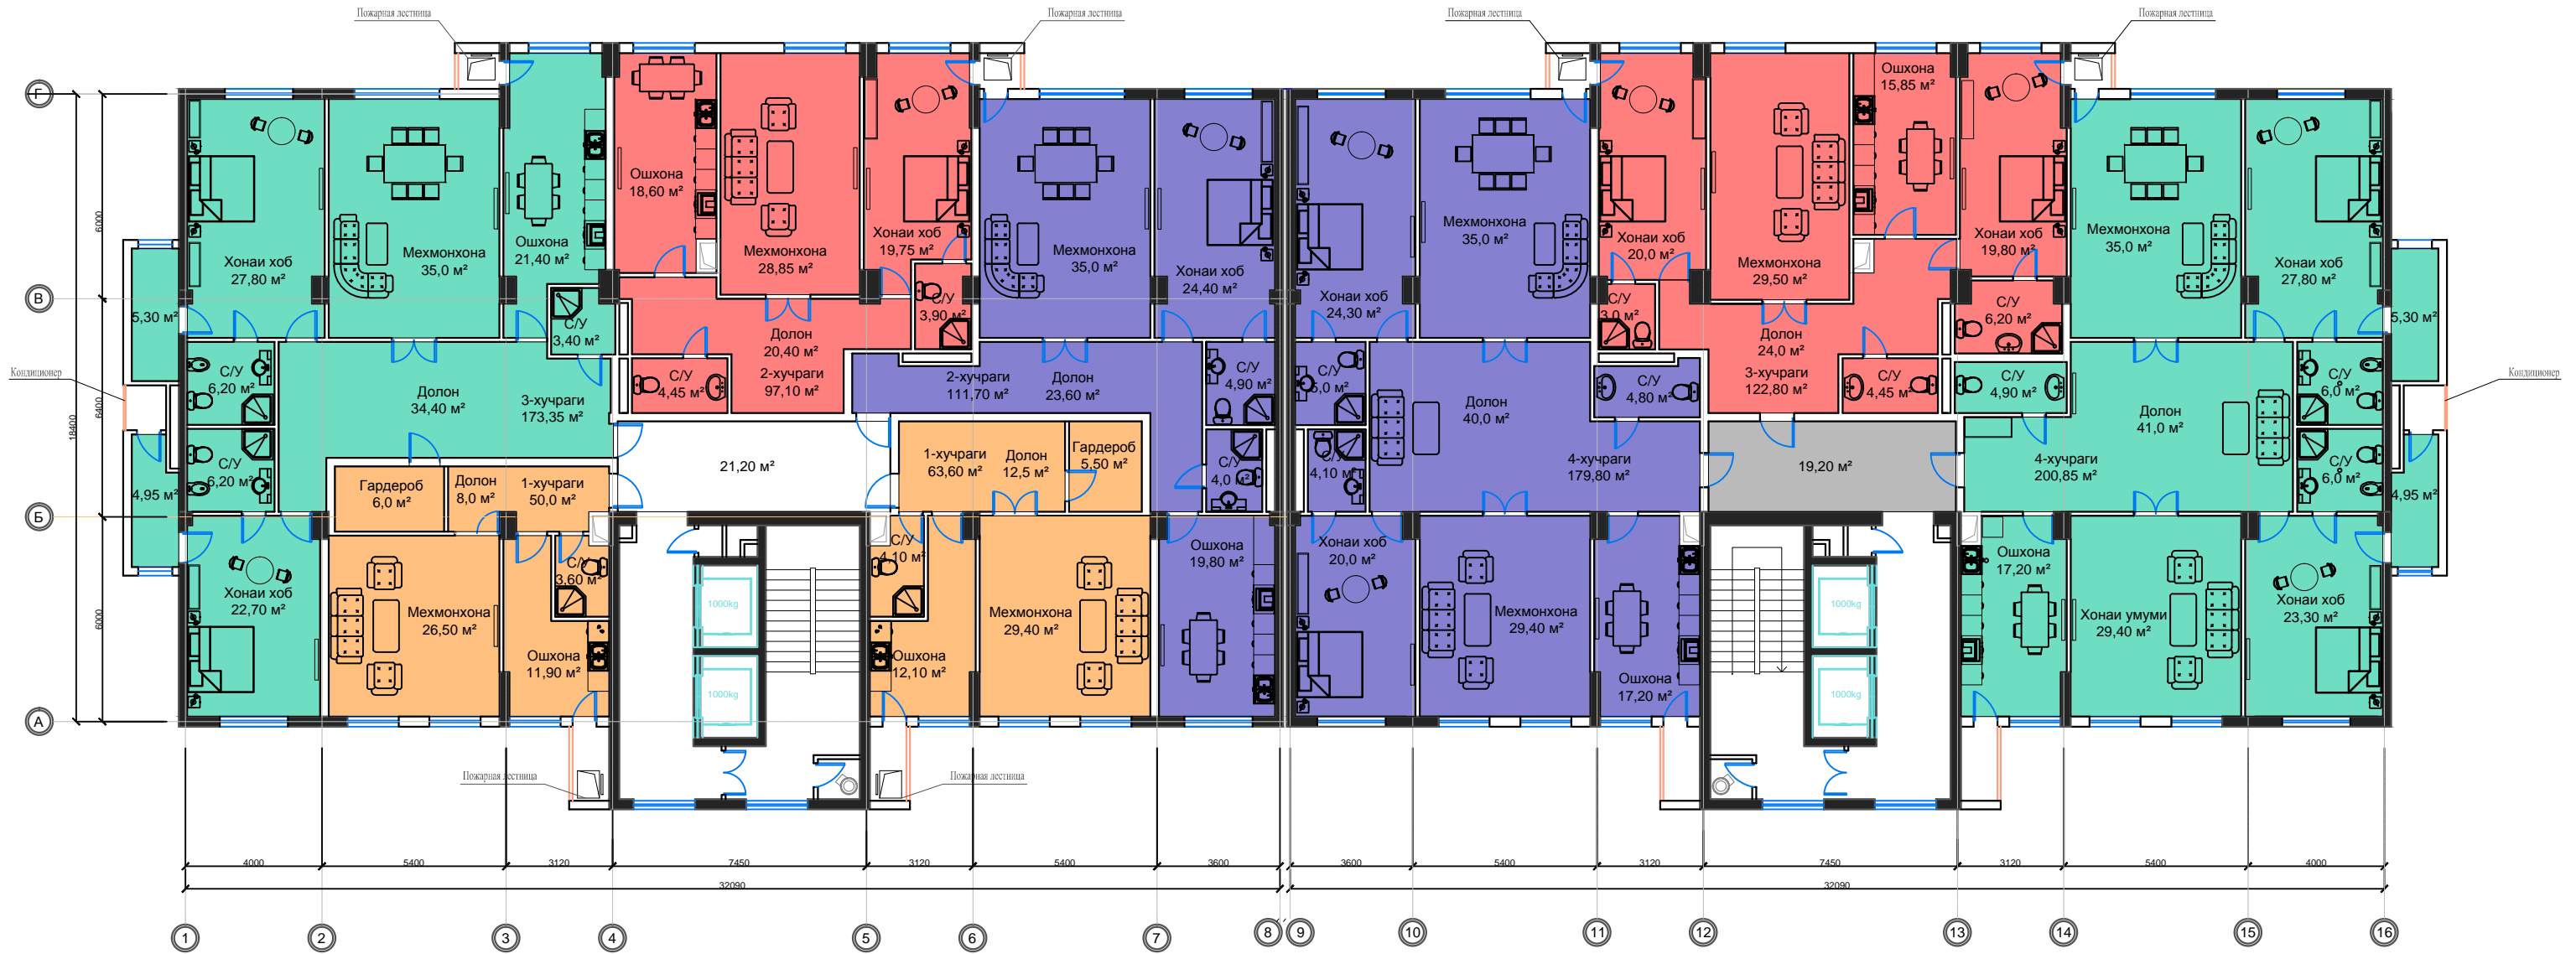 Пожарная лестница
Пожарная лестница
Пожарная лестница
Пожарная лестница
Г
В
Б
А
6000
6400
6000
18400
Кондиционер
Кондиционер
5,30 м²
4,95 м²
Хонаи хоб
27,80 м²
Мехмонхона
35,0 м²
Ошхона
21,40 м²
С/У
3,40 м²
С/У
6,20 м²
С/У
6,20 м²
Долон
34,40 м²
3-хучраги
173,35 м²
Хонаи хоб
22,70 м²
Гардероб
6,0 м²
Долон
8,0 м²
1-хучраги
50,0 м²
Мехмонхона
26,50 м²
С/У
3,60 м²
Ошхона
11,90 м²
Ошхона
18,60 м²
Мехмонхона
28,85 м²
Хонаи хоб
19,75 м²
С/У
3,90 м²
Долон
20,40 м²
2-хучраги
97,10 м²
С/У
4,45 м²
21,20 м²
Мехмонхона
35,0 м²
Хонаи хоб
24,40 м²
2-хучраги
111,70 м²
Долон
23,60 м²
С/У
4,90 м²
С/У
4,0 м²
Ошхона
19,80 м²
1-хучраги
63,60 м²
Долон
12,5 м²
Гардероб
5,50 м²
С/У
4,10 м²
Ошхона
12,10 м²
Мехмонхона
29,40 м²
1000kg
1000kg
Хонаи хоб
24,30 м²
Мехмонхона
35,0 м²
С/У
5,0 м²
С/У
4,10 м²
Долон
40,0 м²
С/У
4,80 м²
4-хучраги
179,80 м²
Хонаи хоб
20,0 м²
Мехмонхона
29,40 м²
Ошхона
17,20 м²
Хонаи хоб
20,0 м²
С/У
3,0 м²
Мехмонхона
29,50 м²
Ошхона
15,85 м²
Хонаи хоб
19,80 м²
С/У
6,20 м²
Долон
24,0 м²
3-хучраги
122,80 м²
С/У
4,45 м²
19,20 м²
1000kg
1000kg
Мехмонхона
35,0 м²
Хонаи хоб
27,80 м²
5,30 м²
С/У
4,90 м²
Долон
41,0 м²
С/У
6,0 м²
С/У
6,0 м²
4,95 м²
4-хучраги
200,85 м²
Ошхона
17,20 м²
Хонаи умуми
29,40 м²
Хонаи хоб
23,30 м²
Пожарная лестница
Пожарная лестница
4000 5400 3120 7450 3120 5400 3600 3600 5400 3120 7450 3120 5400 4000
32090 32090
1 2 3 4 5 6 7 8 9 10 11 12 13 14 15 16